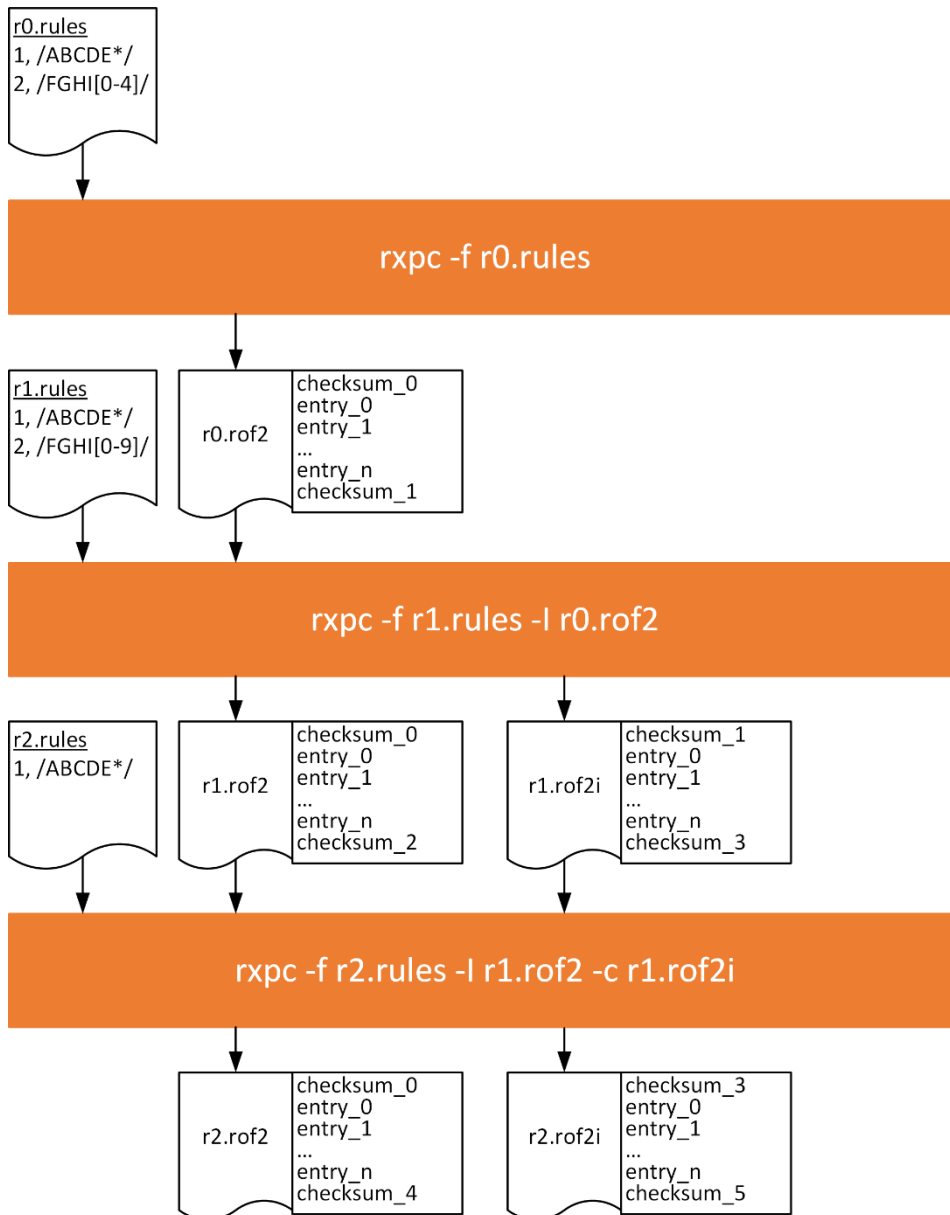 r0.rules
1, /ABCDE*/
2, /FGHI[0-4]/
rxpc -f r0.rules
r1.rules
1, /ABCDE*/
2, /FGHI[0-9]/
r0.rof2
checksum_0
entry_0
entry_1
...
entry_n
checksum_1
rxpc -f r1.rules -I r0.rof2
r2.rules
1, /ABCDE*/
r1.rof2
checksum_0
entry_0
entry_1
...
entry_n
checksum_2
r1.rof2i
checksum_1
entry_0
entry_1
...
entry_n
checksum_3
rxpc -f r2.rules -I r1.rof2 -c r1.rof2i
r2.rof2
checksum_0
entry_0
entry_1
...
entry_n
checksum_4
r2.rof2i
checksum_3
entry_0
entry_1
...
entry_n
checksum_5